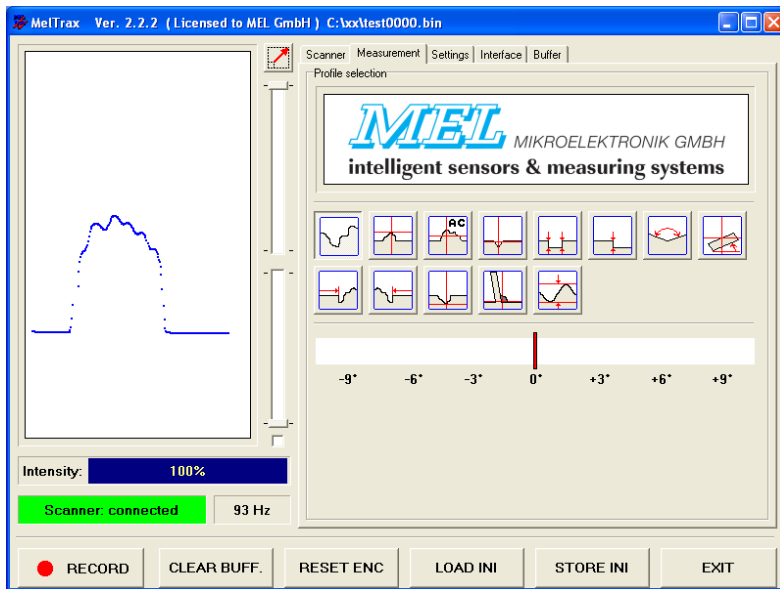 MelTrax Ver. 2.2.2 ( Licensed to MEL GmbH ) C:\xx\test0000.bin
Scanner Measurement Settings Interface Buffer
Profile selection
MEL MIKROELEKTRONIK GMBH
intelligent sensors & measuring systems
AC
-9° -6° -3° 0° +3° +6° +9°
Intensity: 100%
Scanner: connected 93 Hz
RECORD CLEAR BUFF. RESET ENC LOAD INI STORE INI EXIT